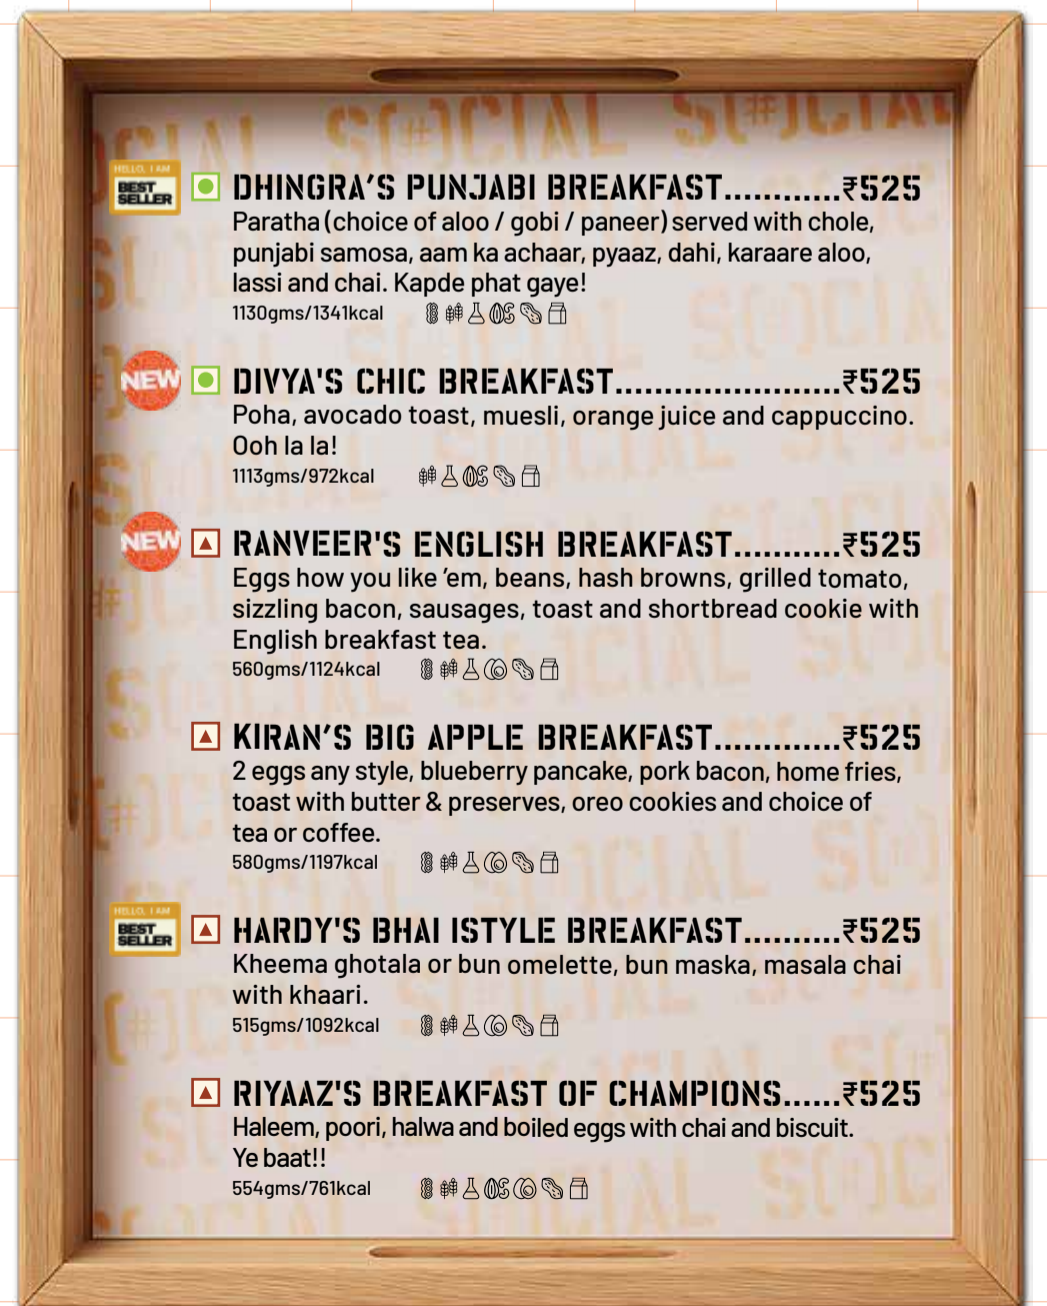 S(#)CIAL S(#)CIAL S(#)CIAL
HELLO, I AM
BEST
SELLER
DHINGRA'S PUNJABI BREAKFAST............₹525
Paratha (choice of aloo / gobi / paneer) served with chole,
punjabi samosa, aam ka achaar, pyaaz, dahi, karaare aloo,
lassi and chai. Kapde phat gaye!
1130gms/1341kcal
NEW
DIVYA'S CHIC BREAKFAST.......................₹525
Poha, avocado toast, muesli, orange juice and cappuccino.
Ooh la la!
1113gms/972kcal
NEW
RANVEER'S ENGLISH BREAKFAST...........₹525
Eggs how you like 'em, beans, hash browns, grilled tomato,
sizzling bacon, sausages, toast and shortbread cookie with
English breakfast tea.
560gms/1124kcal
KIRAN'S BIG APPLE BREAKFAST.............₹525
2 eggs any style, blueberry pancake, pork bacon, home fries,
toast with butter & preserves, oreo cookies and choice of
tea or coffee.
580gms/1197kcal
HELLO, I AM
BEST
SELLER
HARDY'S BHAI ISTYLE BREAKFAST..........₹525
Kheema ghotala or bun omelette, bun maska, masala chai
with khaari.
515gms/1092kcal
RIYAAZ'S BREAKFAST OF CHAMPIONS......₹525
Haleem, poori, halwa and boiled eggs with chai and biscuit.
Ye baat!!
554gms/761kcal